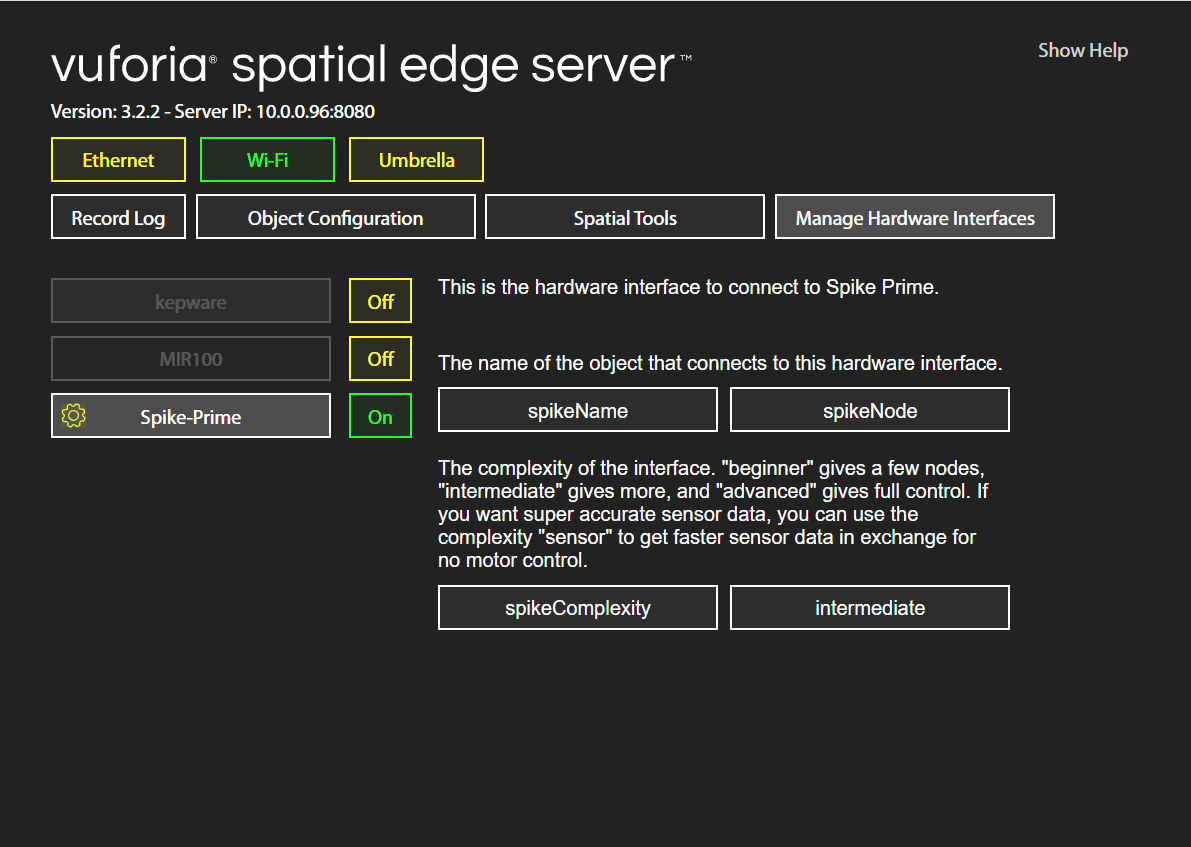 vuforia® spatial edge server™
Show Help
Version: 3.2.2 - Server IP: 10.0.0.96:8080
Ethernet
Wi-Fi
Umbrella
Record Log
Object Configuration
Spatial Tools
Manage Hardware Interfaces
kepware
Off
MIR100
Off
Spike-Prime
On
This is the hardware interface to connect to Spike Prime.
The name of the object that connects to this hardware interface.
spikeName
spikeNode
The complexity of the interface. "beginner" gives a few nodes,
"intermediate" gives more, and "advanced" gives full control. If
you want super accurate sensor data, you can use the
complexity "sensor" to get faster sensor data in exchange for
no motor control.
spikeComplexity
intermediate